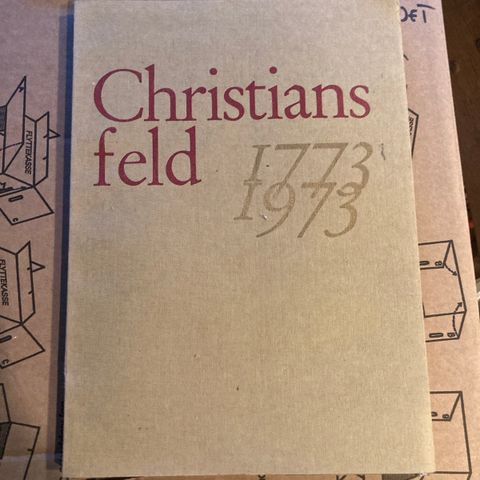 Christians
feld
1773
1973
FLYTTEKASSE
FLYTTEKASSE